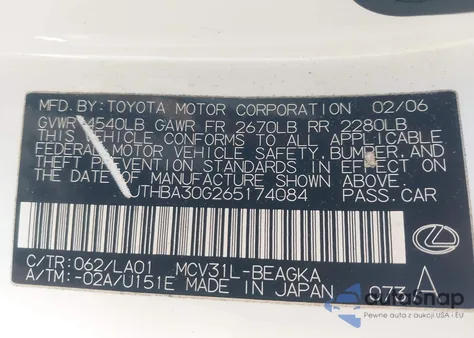 MFD. BY: TOYOTA MOTOR CORPORATION 02/06
GVWR 4540LB GAWR FR 2670LB RR 2280LB
THIS VEHICLE CONFORMS TO ALL APPLICABLE
FEDERAL MOTOR VEHICLE SAFETY, BUMPER, AND
THEFT PREVENTION STANDARDS IN EFFECT ON
THE DATE OF MANUFACTURE SHOWN ABOVE.
JTHBA30G265174084 PASS. CAR
C/TR: 062/LA01 MCV31L-BEAGKA
A/TM: -02A/U151E MADE IN JAPAN 073 A
autoSnap
Pewne auta z USA i EU